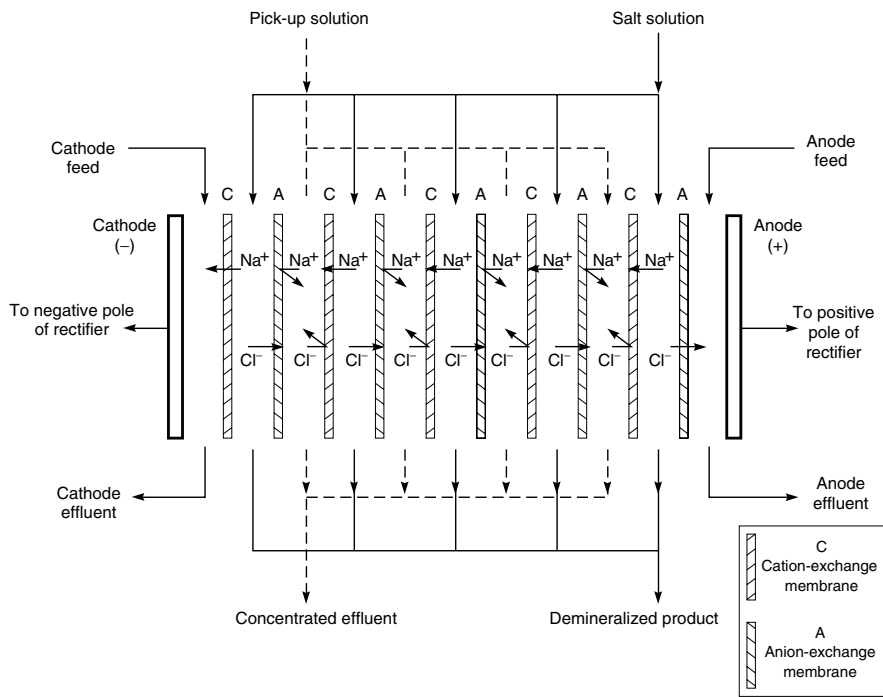 Pick-up solution
Salt solution
Cathode
feed
Anode
feed
C
A
C
A
C
A
C
A
C
A
Cathode
(–)
Anode
(+)
Na⁺
Na⁺
Na⁺
Na⁺
Na⁺
Na⁺
Na⁺
Na⁺
Na⁺
To negative pole
of rectifier
To positive
pole of
rectifier
Cl⁻
Cl⁻
Cl⁻
Cl⁻
Cl⁻
Cl⁻
Cl⁻
Cl⁻
Cl⁻
Cathode
effluent
Anode
effluent
Concentrated effluent
Demineralized product
C
Cation-exchange
membrane
A
Anion-exchange
membrane